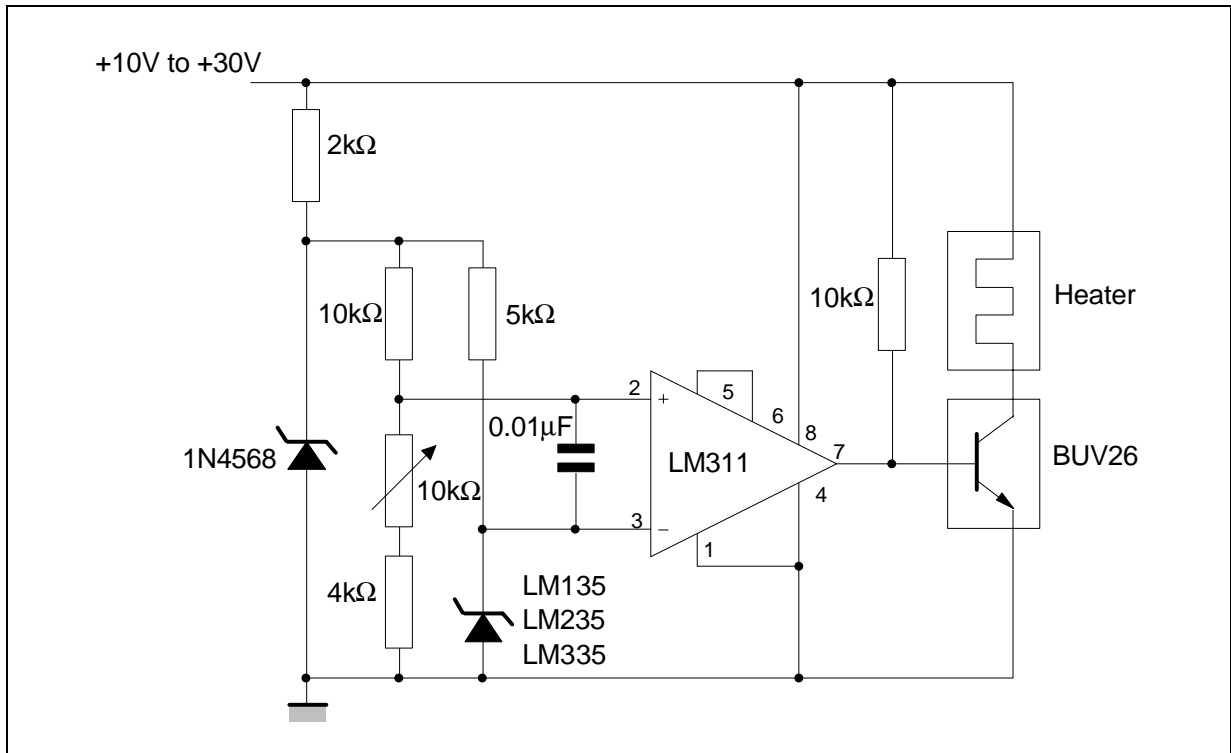 +10V to +30V
2kΩ
10kΩ
5kΩ
10kΩ
Heater
2
+
5
6
8
7
0.01µF
1N4568
10kΩ
LM311
BUV26
4
3
−
1
4kΩ
LM135
LM235
LM335